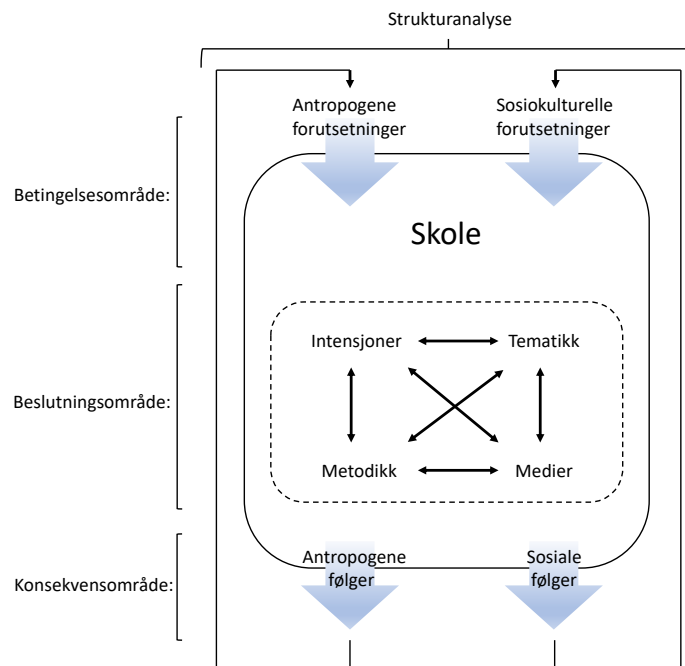 Strukturanalyse
Antropogene
forutsetninger
Sosiokulturelle
forutsetninger
Betingelsesområde:
Skole
Intensjoner
Tematikk
Beslutningsområde:
Metodikk
Medier
Antropogene
følger
Sosiale
følger
Konsekvensområde: